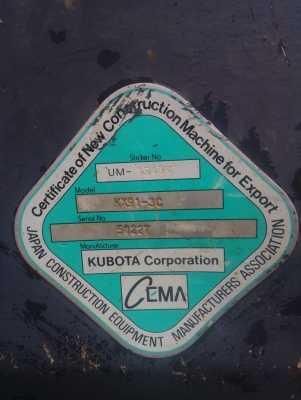 Certificate of New Construction Machine for Export
Sticker No.
UM-
Model
KX91-3C
Serial No.
50227
Manufacturer
KUBOTA Corporation
CEMA
JAPAN CONSTRUCTION EQUIPMENT MANUFACTURERS' ASSOCIATION